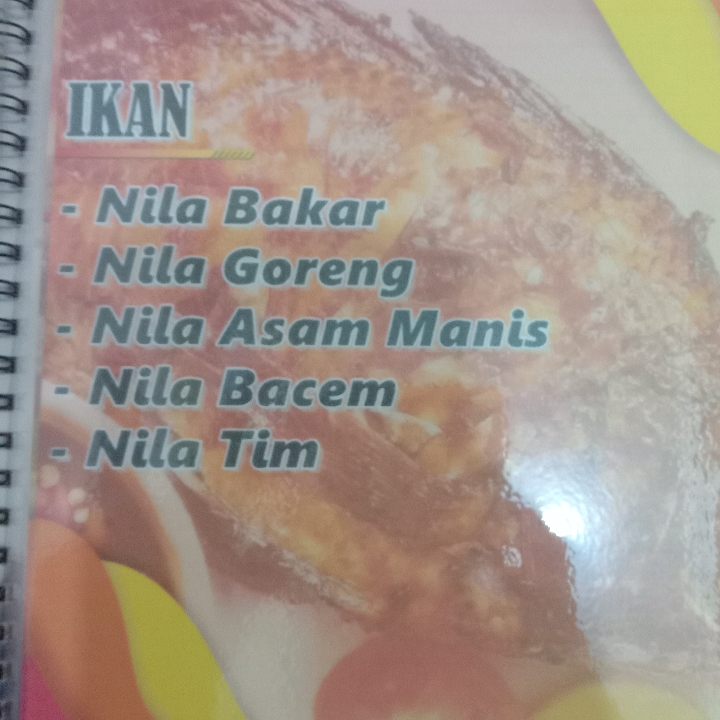 IKAN
- Nila Bakar
- Nila Goreng
- Nila Asam Manis
- Nila Bacem
- Nila Tim